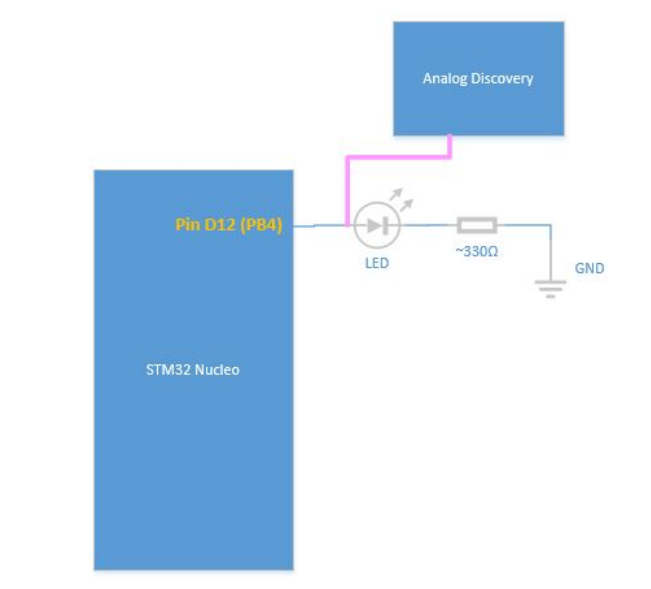 Analog Discovery
Pin D12 (PB4)
LED
~330Ω
GND
STM32 Nucleo